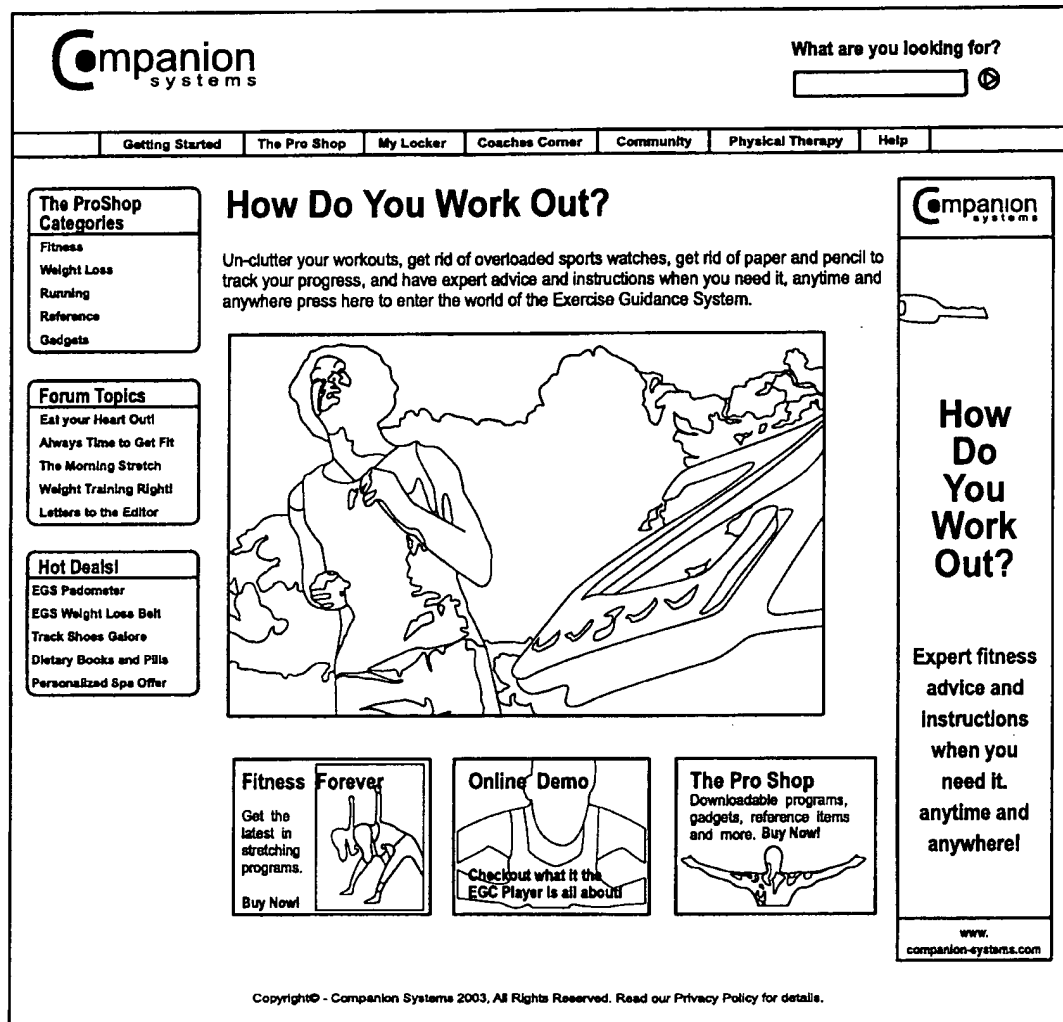 Companion
systems
What are you looking for?
Getting Started The Pro Shop My Locker Coaches Corner Community Physical Therapy Help
The ProShop
Categories
Fitness
Weight Loss
Running
Reference
Gadgets
Forum Topics
Eat your Heart Out!
Always Time to Get Fit
The Morning Stretch
Weight Training Right!
Letters to the Editor
Hot Deals!
EGS Pedometer
EGS Weight Loss Belt
Track Shoes Galore
Dietary Books and Pills
Personalized Spa Offer
How Do You Work Out?
Un-clutter your workouts, get rid of overloaded sports watches, get rid of paper and pencil to
track your progress, and have expert advice and instructions when you need it, anytime and
anywhere press here to enter the world of the Exercise Guidance System.
Fitness Forever
Get the
latest in
stretching
programs.
Buy Now!
Online Demo
Checkout what it the
EGC Player is all about!
The Pro Shop
Downloadable programs,
gadgets, reference items
and more. Buy Now!
Companion
systems
How
Do
You
Work
Out?
Expert fitness
advice and
instructions
when you
need it.
anytime and
anywhere!
www.
companion-systems.com
Copyright© - Companion Systems 2003, All Rights Reserved. Read our Privacy Policy for details.